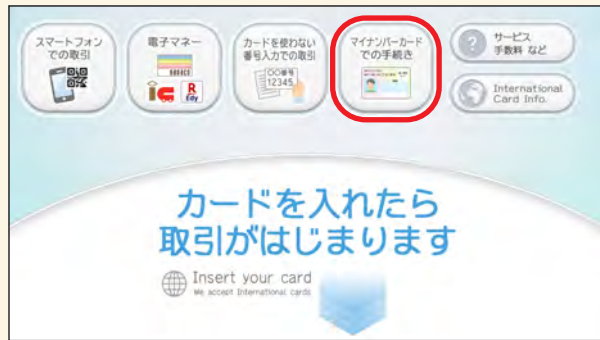 スマートフォン
での取引
電子マネー
カードを使わない
番号入力での取引
〇〇番号
12345
マイナンバーカード
での手続き
?
サービス
手数料 など
International
Card Info.
R
Edy
カードを入れたら
取引がはじまります
Insert your card
We accept International cards